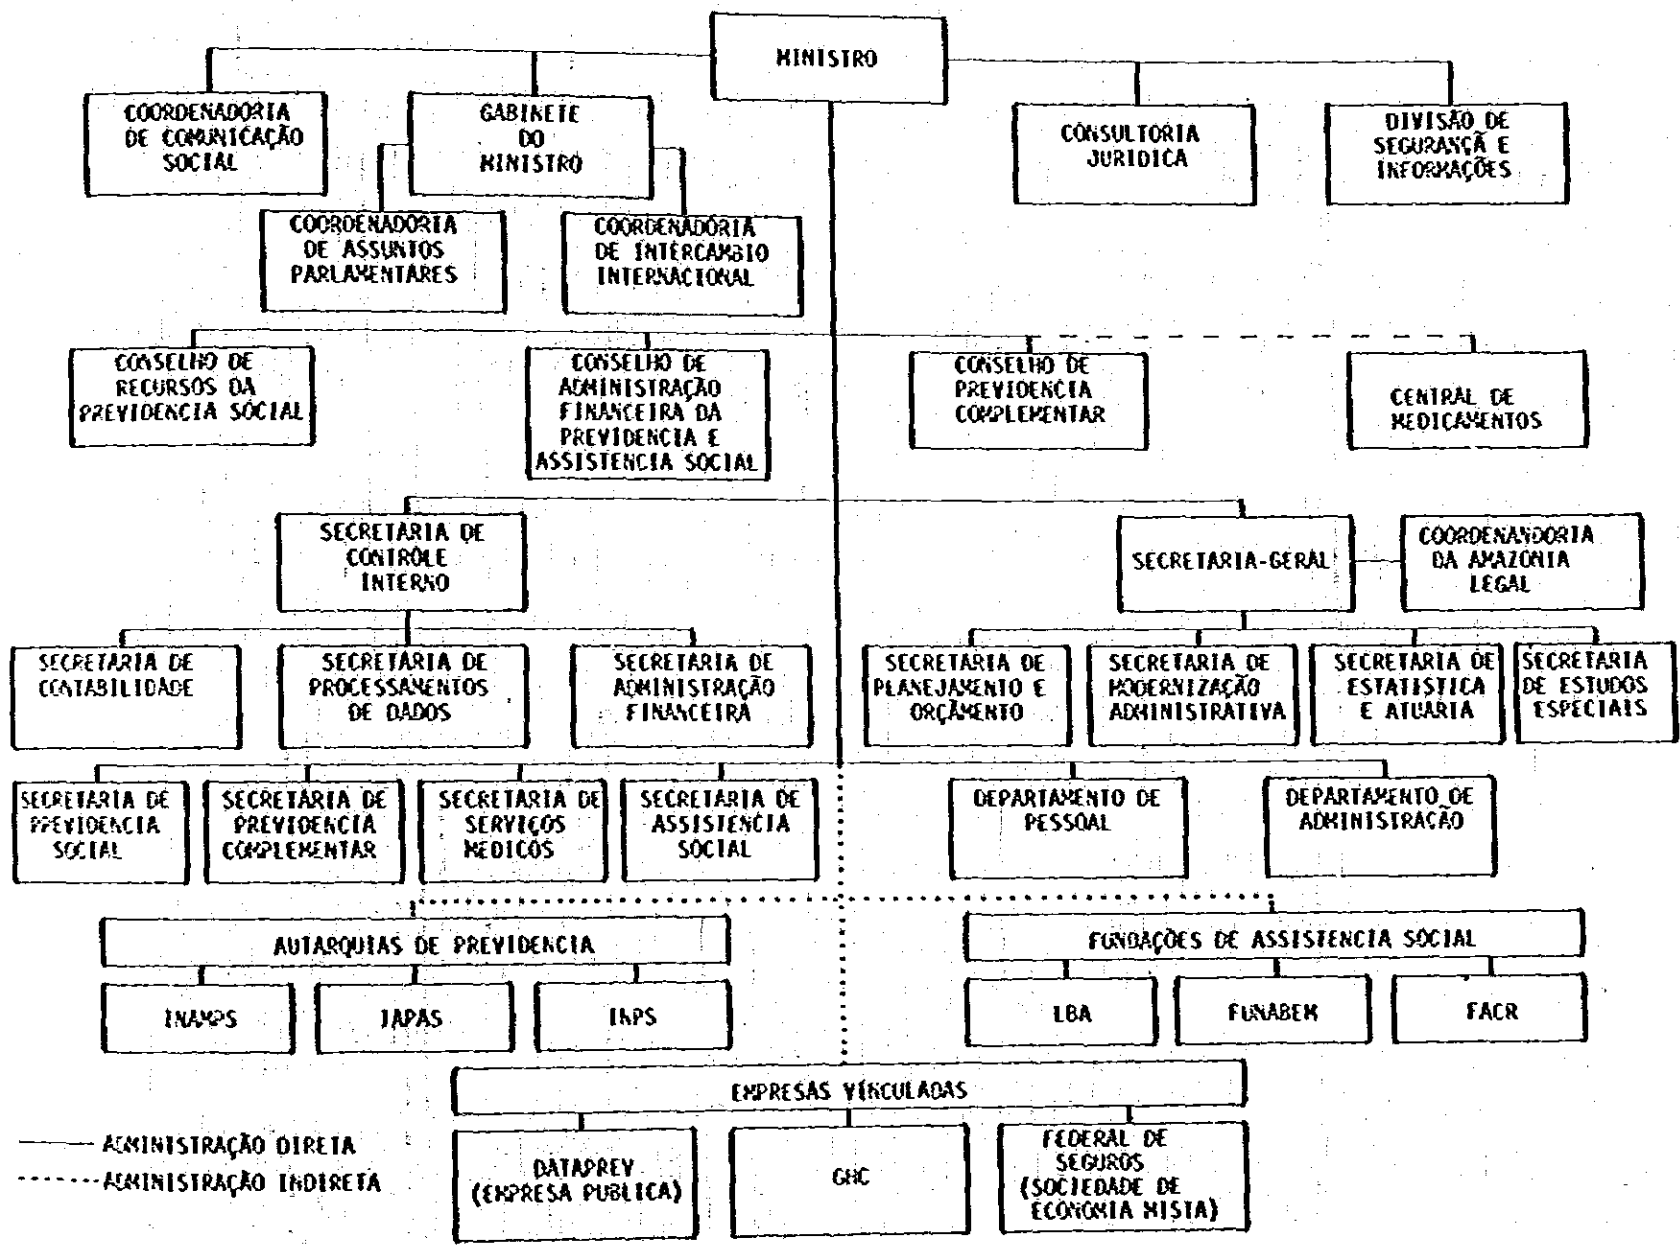 MINISTRO
COORDENADORIA
DE COMUNICAÇÃO
SOCIAL
GABINETE
DO
MINISTRO
CONSULTORIA
JURIDICA
DIVISÃO DE
SEGURANÇÃ E
INFORMAÇÕES
COORDENADORIA
DE ASSUNTOS
PARLAMENTARES
COORDENADORIA
DE INTERCAMBIO
INTERNACIONAL
CONSELHO DE
RECURSOS DA
PREVIDENCIA SOCIAL
CONSELHO DE
ADMINISTRAÇÃO
FINANCEIRA DA
PREVIDENCIA E
ASSISTENCIA SOCIAL
CONSELHO DE
PREVIDENCIA
COMPLEMENTAR
CENTRAL DE
MEDICAMENTOS
SECRETARIA DE
CONTROLE
INTERNO
SECRETARIA-GERAL
COORDENANDORIA
DA AMAZONIA
LEGAL
SECRETARIA DE
CONTABILIDADE
SECRETARIA DE
PROCESSAMENTOS
DE DADOS
SECRETARIA DE
ADMINISTRAÇÃO
FINANCEIRA
SECRETARIA DE
PLANEJAMENTO E
ORÇAMENTO
SECRETARIA DE
MODERNIZAÇÃO
ADMINISTRATIVA
SECRETARIA DE
ESTATISTICA
E ATUARIA
SECRETARIA
DE ESTUDOS
ESPECIAIS
SECRETARIA DE
PREVIDENCIA
SOCIAL
SECRETARIA DE
PREVIDENCIA
COMPLEMENTAR
SECRETARIA DE
SERVIÇOS
MEDICOS
SECRETARIA DE
ASSISTENCIA
SOCIAL
DEPARTAMENTO DE
PESSOAL
DEPARTAMENTO DE
ADMINISTRAÇÃO
AUTARQUIAS DE PREVIDENCIA
FUNDAÇÕES DE ASSISTENCIA SOCIAL
INAMPS
IAPAS
INPS
LBA
FUNABEM
FACR
EMPRESAS VINCULADAS
DATAPREV
(EMPRESA PUBLICA)
GHC
FEDERAL DE
SEGUROS
(SOCIEDADE DE
ECONOMIA MISTA)
ADMINISTRAÇÃO DIRETA
ADMINISTRAÇÃO INDIRETA